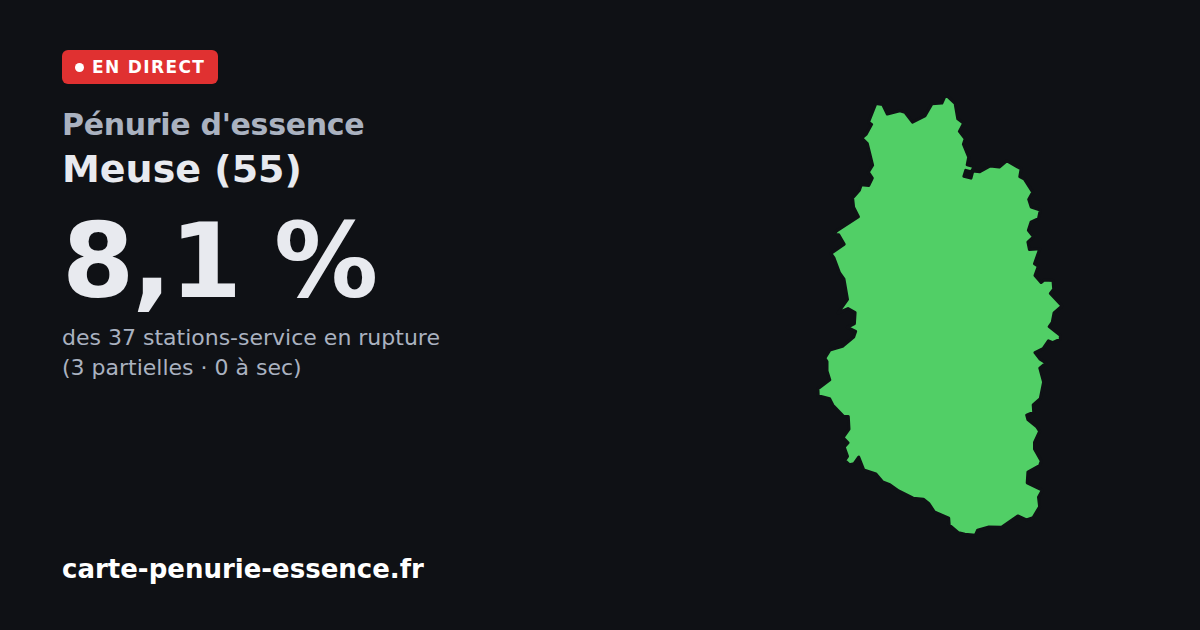 EN DIRECT
Pénurie d'essence
Meuse (55)
8,1 %
des 37 stations-service en rupture
(3 partielles · 0 à sec)
carte-penurie-essence.fr